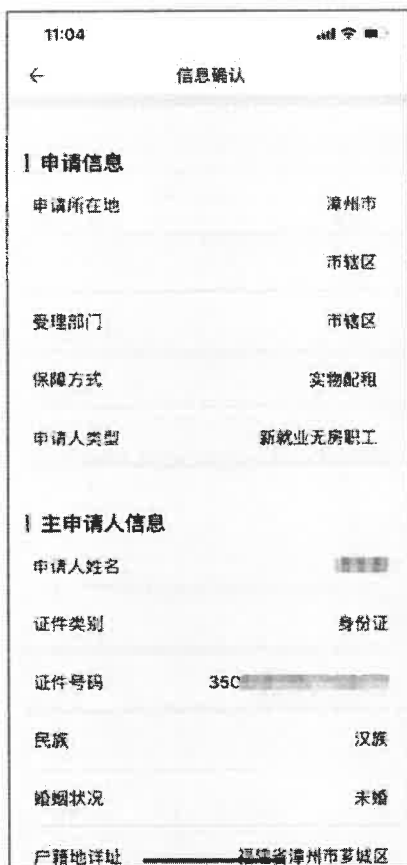 11:04
信息确认
申请信息
申请所在地 漳州市
市辖区
受理部门 市辖区
保障方式 实物配租
申请人类型 新就业无房职工
主申请人信息
申请人姓名
证件类别 身份证
证件号码 350
民族 汉族
婚姻状况 未婚
户籍地详址 福建省漳州市芗城区